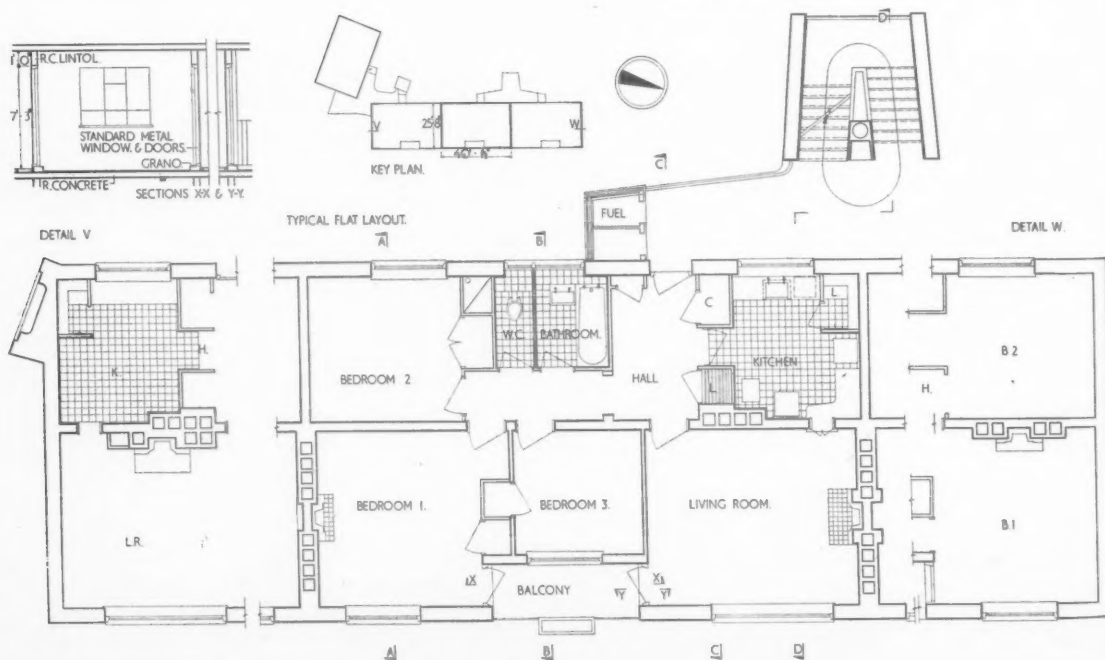 1'
R.C. LINTOL.
7'-3"
STANDARD METAL
WINDOW. & DOORS.
GRANO.
R.CONCRETE
SECTIONS X-X & Y-Y.
V
W
KEY PLAN.
D
C
TYPICAL FLAT LAYOUT.
FUEL
DETAIL V
DETAIL W.
A
B
C
L.
W.C.
BATHROOM.
K.
H.
BEDROOM 2
HALL
L.
KITCHEN
B.2
H.
BEDROOM 1.
BEDROOM 3.
LIVING ROOM.
L.R.
B.1
X
BALCONY
Y
X
Y
A
B
C
D